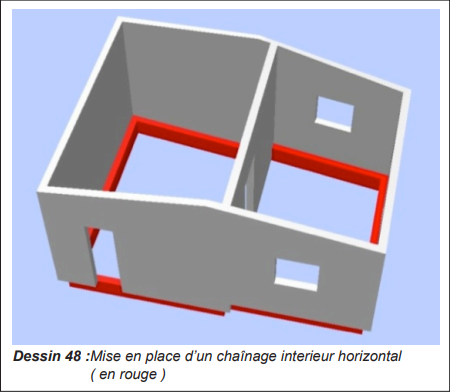 Dessin 48 :Mise en place d'un chaînage interieur horizontal
( en rouge )